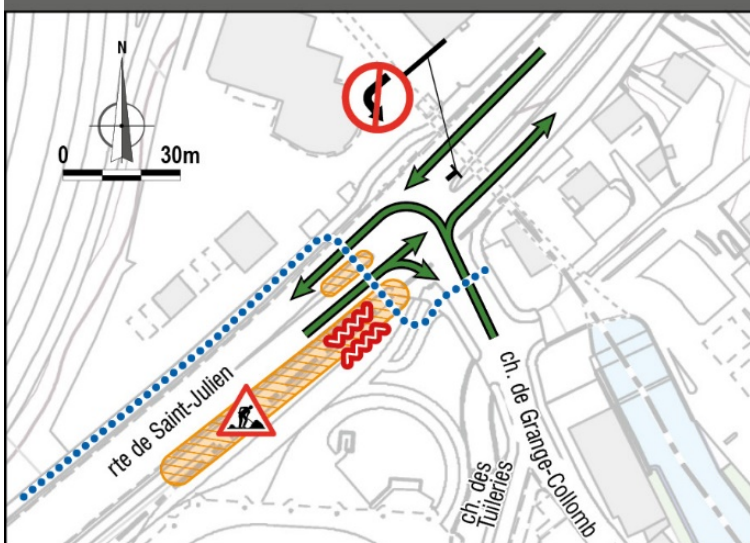 N
0 30m
rte de Saint-Julien
ch. des
Tuileries
ch. de Grange-Collomb